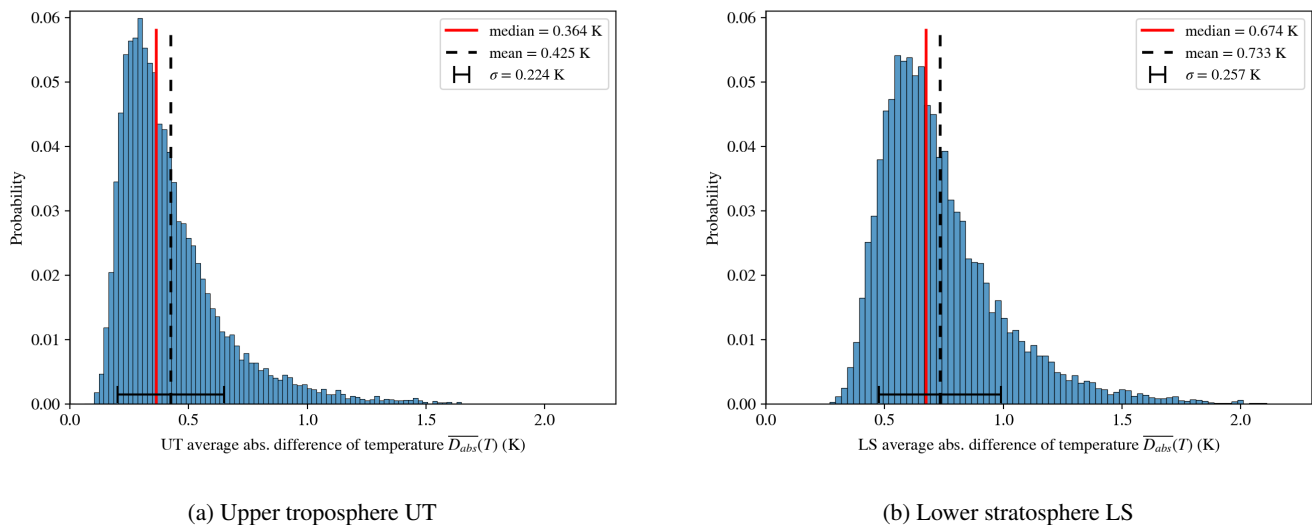 0.06
0.05
0.04
0.03
0.02
0.01
0.00
Probability
median = 0.364 K
mean = 0.425 K
σ = 0.224 K
0.0 0.5 1.0 1.5 2.0
UT average abs. difference of temperature D_abs(T) (K)
(a) Upper troposphere UT
0.06
0.05
0.04
0.03
0.02
0.01
0.00
Probability
median = 0.674 K
mean = 0.733 K
σ = 0.257 K
0.0 0.5 1.0 1.5 2.0
LS average abs. difference of temperature D_abs(T) (K)
(b) Lower stratosphere LS